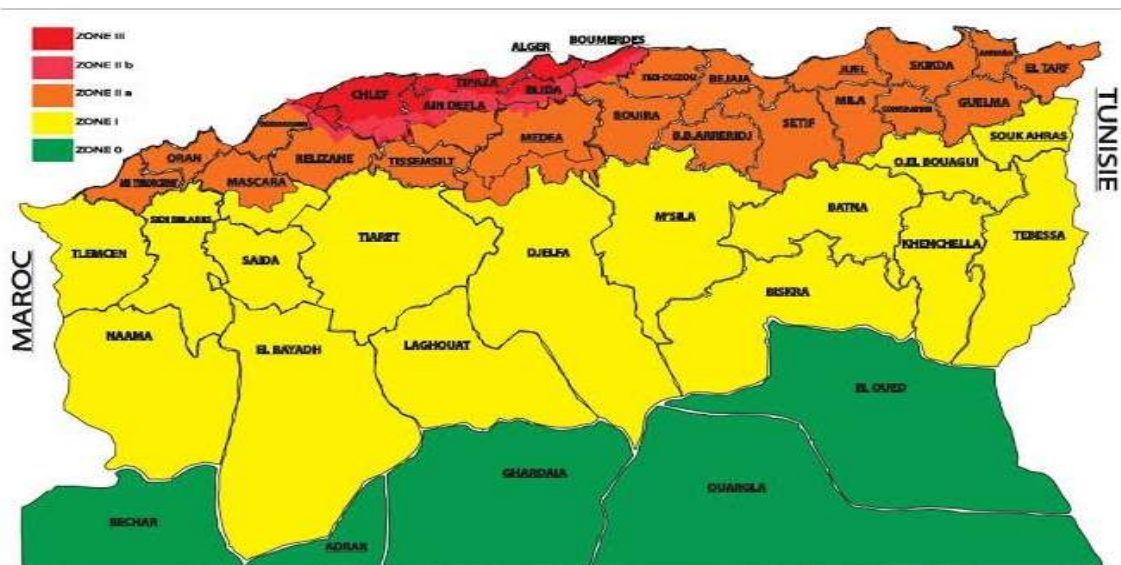 ZONE III
ZONE II b
ZONE II a
ZONE I
ZONE 0
ALGER
BOUMERDES
TIPAZA
BLIDA
TIZI-OUZOU
BEJAIA
JIJEL
SKIKDA
EL TARF
CHLEF
AIN DEFLA
BOUIRA
MILA
GUELMA
MEDEA
B.B.ARRERIDJ
SETIF
SOUK AHRAS
ORAN
RELIZANE
TISSEMSILT
O.EL BOUAGUI
MASCARA
TUNISIE
M'SILA
BATNA
TLEMCEN
SAIDA
TIARET
DJELFA
KHENCHELLA
TEBESSA
BISKRA
MAROC
NAAMA
EL BAYADH
LAGHOUAT
EL OUED
GHARDAIA
OUARGLA
BECHAR
ADRAR